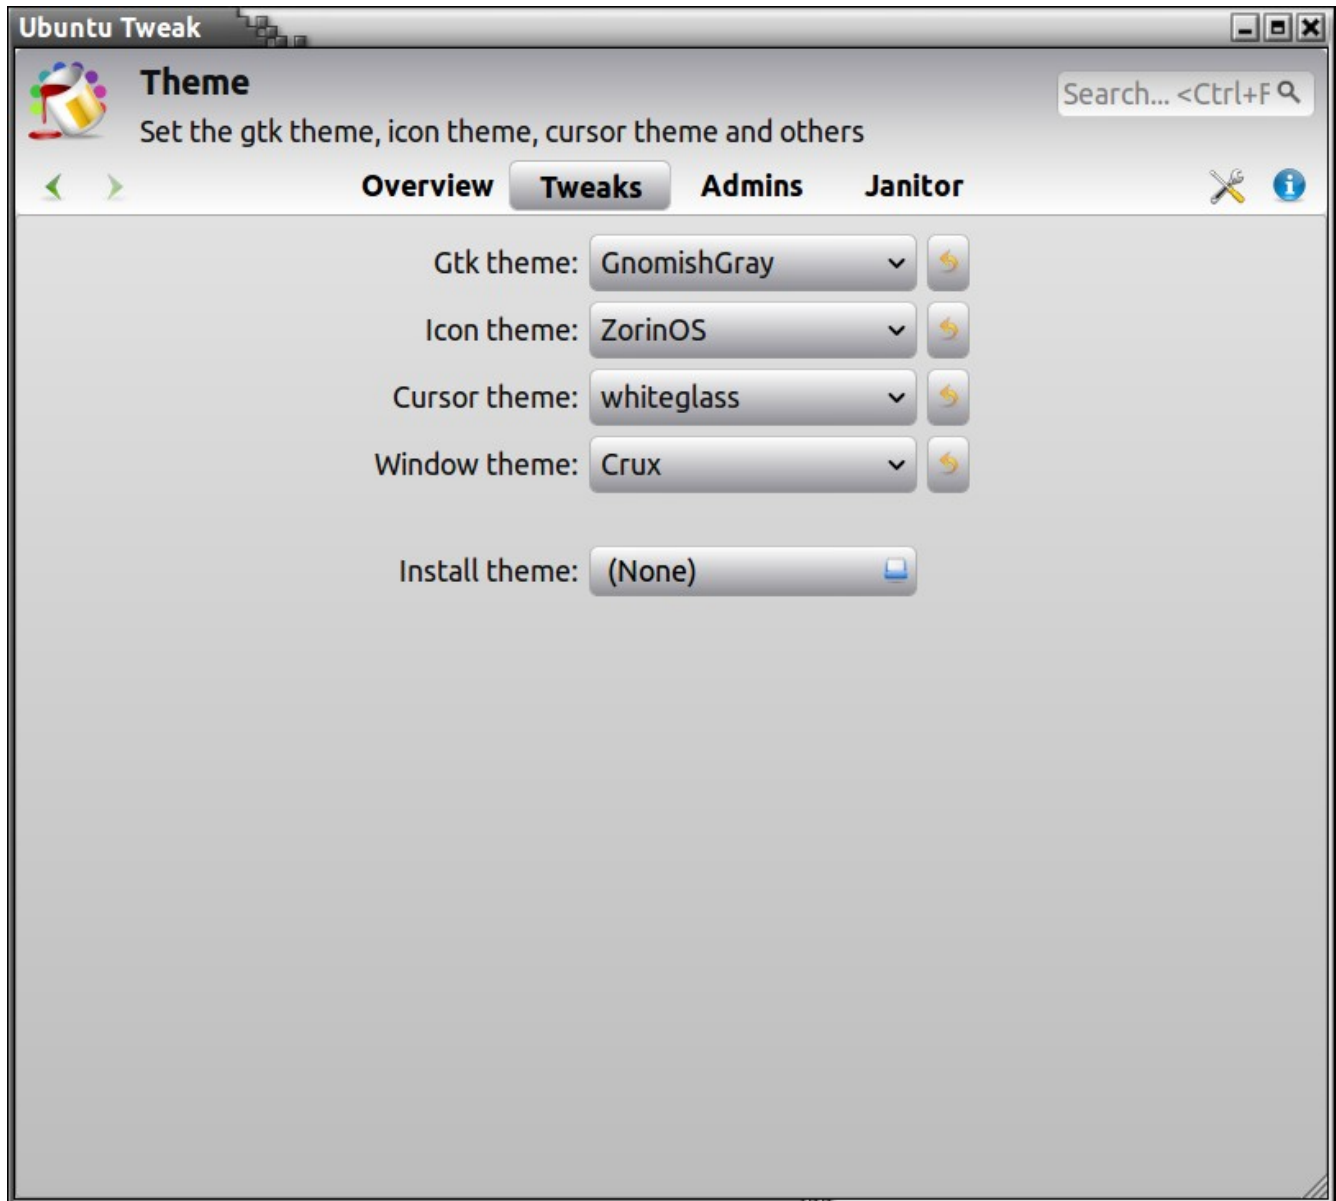 Ubuntu Tweak
Theme
Search... <Ctrl+F
Set the gtk theme, icon theme, cursor theme and others
Overview Tweaks Admins Janitor
Gtk theme: GnomishGray
Icon theme: ZorinOS
Cursor theme: whiteglass
Window theme: Crux
Install theme: (None)